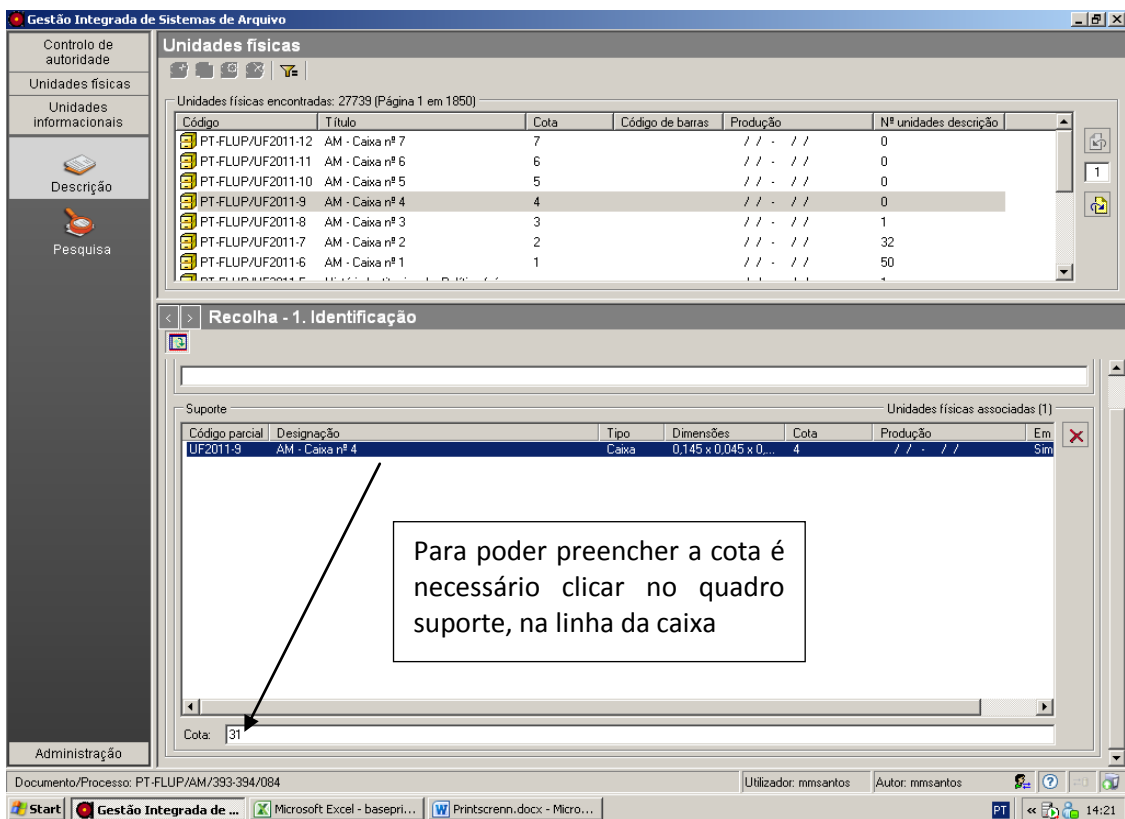 Gestão Integrada de Sistemas de Arquivo
Controlo de
autoridade
Unidades físicas
Unidades
informacionais
Descrição
Pesquisa
Administração
Unidades físicas
Unidades físicas encontradas: 27739 (Página 1 em 1850)
Código Título Cota Código de barras Produção Nº unidades descrição
PT-FLUP/UF2011-12 AM - Caixa nº 7 7 / / - / / 0
PT-FLUP/UF2011-11 AM - Caixa nº 6 6 / / - / / 0
PT-FLUP/UF2011-10 AM - Caixa nº 5 5 / / - / / 0
PT-FLUP/UF2011-9 AM - Caixa nº 4 4 / / - / / 0
PT-FLUP/UF2011-8 AM - Caixa nº 3 3 / / - / / 1
PT-FLUP/UF2011-7 AM - Caixa nº 2 2 / / - / / 32
PT-FLUP/UF2011-6 AM - Caixa nº 1 1 / / - / / 50
1
Recolha - 1. Identificação
Suporte Unidades físicas associadas (1)
Código parcial Designação Tipo Dimensões Cota Produção Em
UF2011-9 AM - Caixa nº 4 Caixa 0,145 x 0,045 x 0,... 4 / / - / / Sim
Para poder preencher a cota é
necessário clicar no quadro
suporte, na linha da caixa
Cota: 31
Documento/Processo: PT-FLUP/AM/393-394/084 Utilizador: mmsantos Autor: mmsantos
Start Gestão Integrada de ... Microsoft Excel - basepri... Printscrenn.docx - Micro... PT « 14:21